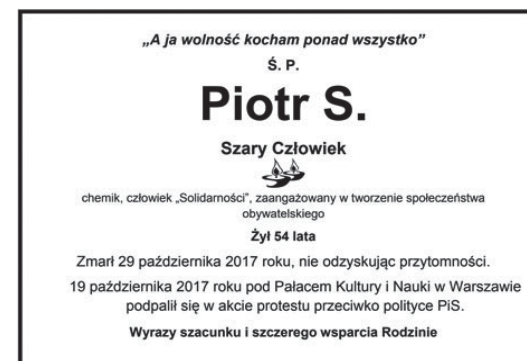 „A ja wolność kocham ponad wszystko”
Ś. P.
Piotr S.
Szary Człowiek
chemik, człowiek „Solidarności”, zaangażowany w tworzenie społeczeństwa
obywatelskiego
Żył 54 lata
Zmarł 29 października 2017 roku, nie odzyskując przytomności.
19 października 2017 roku pod Pałacem Kultury i Nauki w Warszawie
podpalił się w akcie protestu przeciwko polityce PiS.
Wyrazy szacunku i szczerego wsparcia Rodzinie